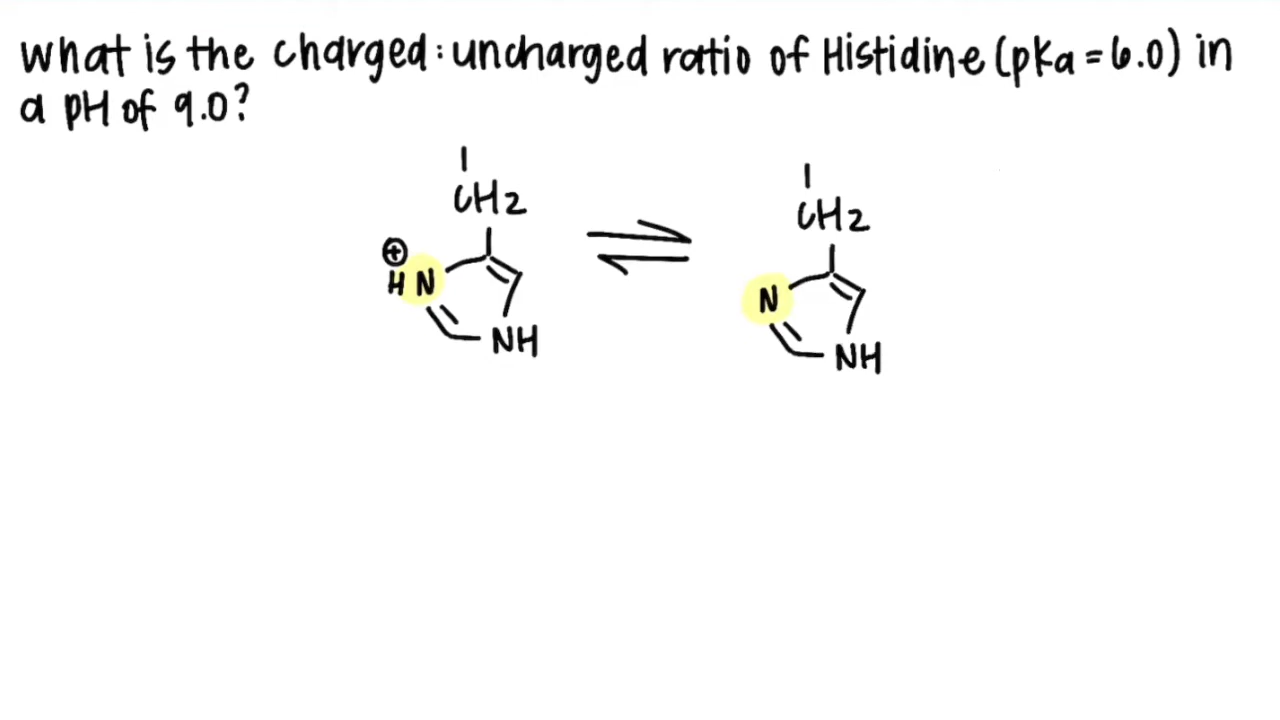 What is the charged:uncharged ratio of Histidine (pKa = 6.0) in
a pH of 9.0?
CH2
CH2
⊕
H N
N
NH
NH